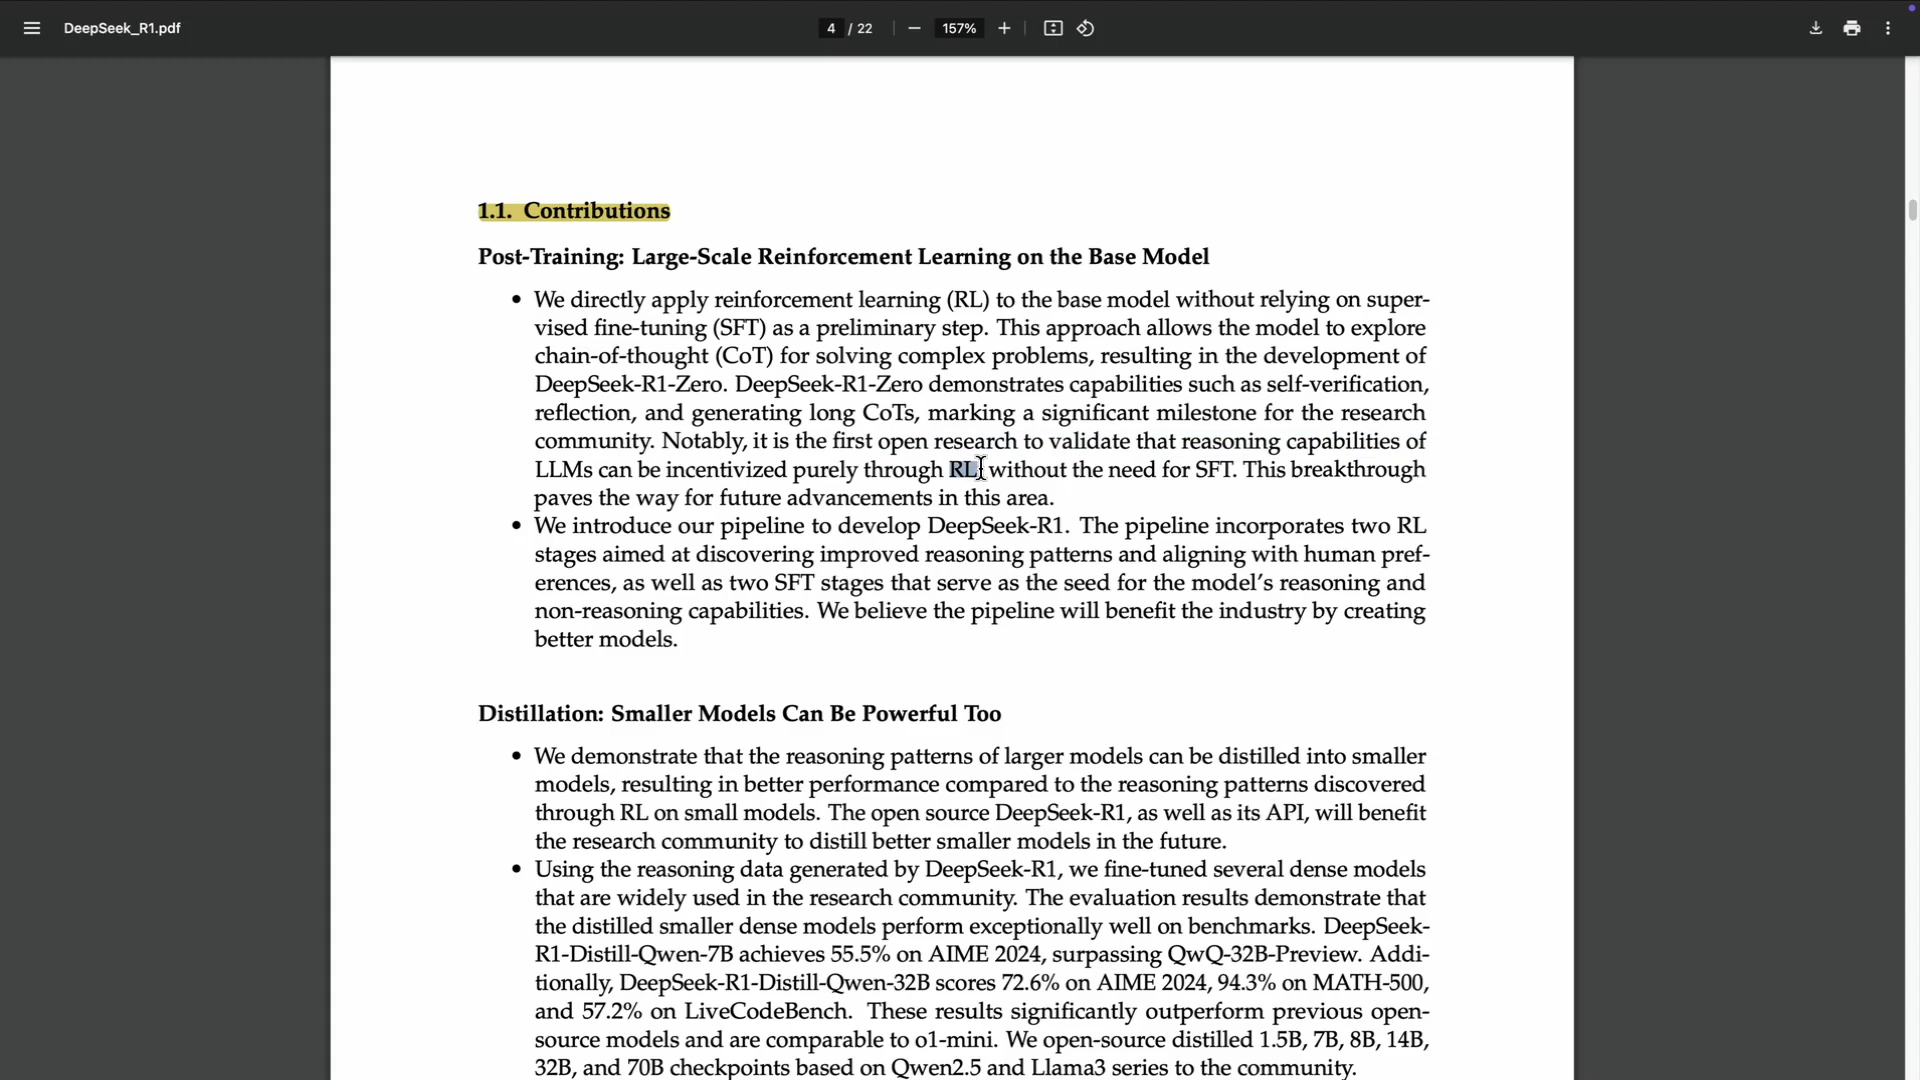 DeepSeek_R1.pdf
4 / 22
157%
1.1. Contributions
Post-Training: Large-Scale Reinforcement Learning on the Base Model
• We directly apply reinforcement learning (RL) to the base model without relying on super-
vised fine-tuning (SFT) as a preliminary step. This approach allows the model to explore
chain-of-thought (CoT) for solving complex problems, resulting in the development of
DeepSeek-R1-Zero. DeepSeek-R1-Zero demonstrates capabilities such as self-verification,
reflection, and generating long CoTs, marking a significant milestone for the research
community. Notably, it is the first open research to validate that reasoning capabilities of
LLMs can be incentivized purely through RL, without the need for SFT. This breakthrough
paves the way for future advancements in this area.
• We introduce our pipeline to develop DeepSeek-R1. The pipeline incorporates two RL
stages aimed at discovering improved reasoning patterns and aligning with human pref-
erences, as well as two SFT stages that serve as the seed for the model's reasoning and
non-reasoning capabilities. We believe the pipeline will benefit the industry by creating
better models.
Distillation: Smaller Models Can Be Powerful Too
• We demonstrate that the reasoning patterns of larger models can be distilled into smaller
models, resulting in better performance compared to the reasoning patterns discovered
through RL on small models. The open source DeepSeek-R1, as well as its API, will benefit
the research community to distill better smaller models in the future.
• Using the reasoning data generated by DeepSeek-R1, we fine-tuned several dense models
that are widely used in the research community. The evaluation results demonstrate that
the distilled smaller dense models perform exceptionally well on benchmarks. DeepSeek-
R1-Distill-Qwen-7B achieves 55.5% on AIME 2024, surpassing QwQ-32B-Preview. Addi-
tionally, DeepSeek-R1-Distill-Qwen-32B scores 72.6% on AIME 2024, 94.3% on MATH-500,
and 57.2% on LiveCodeBench. These results significantly outperform previous open-
source models and are comparable to o1-mini. We open-source distilled 1.5B, 7B, 8B, 14B,
32B, and 70B checkpoints based on Qwen2.5 and Llama3 series to the community.